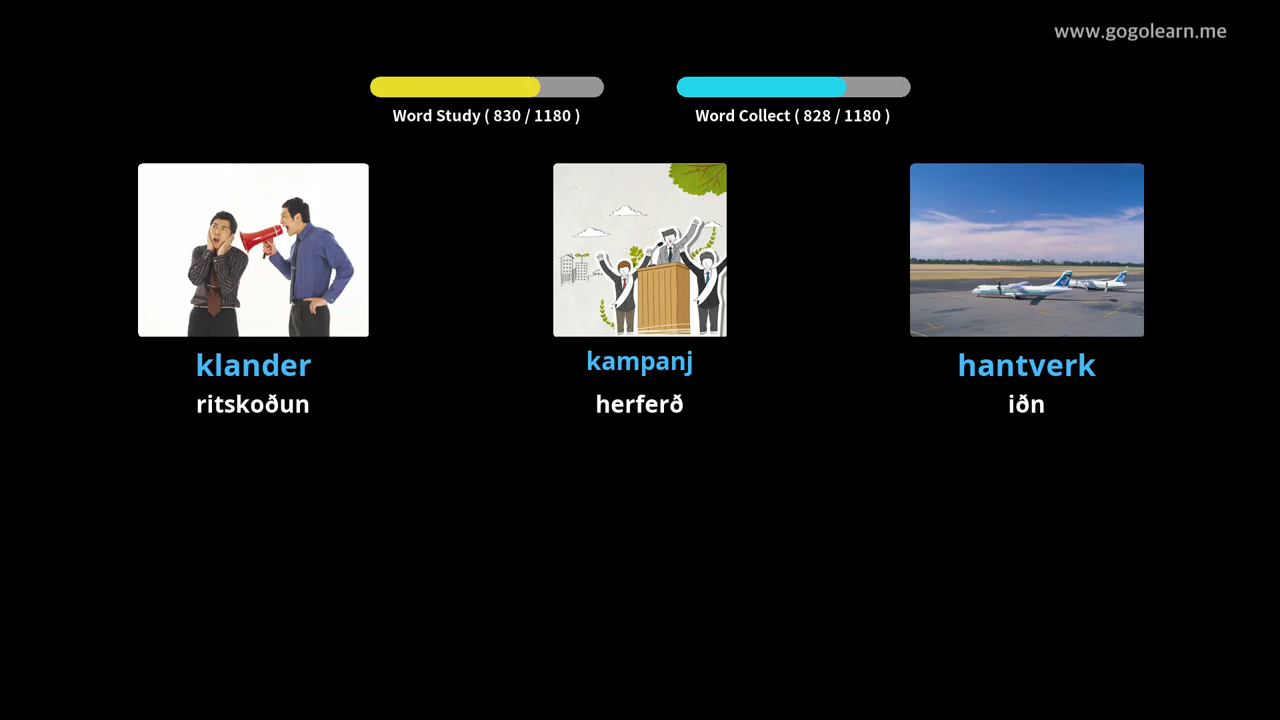 www.gogolearn.me
Word Study ( 830 / 1180 )
Word Collect ( 828 / 1180 )
klander
kampanj
hantverk
ritskoðun
herferð
iðn